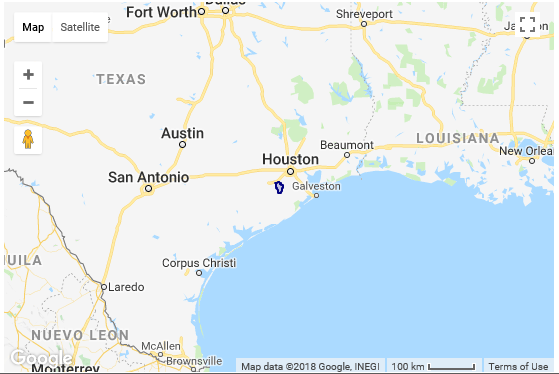 Dallas
Fort Worth
Shreveport
Map Satellite
TEXAS
Austin
Beaumont
LOUISIANA
Houston
New Orlean
San Antonio
Galveston
Corpus Christi
Laredo
NUEVO LEON
McAllen
Brownsville
Monterrey
Google
Map data ©2018 Google, INEGI 100 km Terms of Use